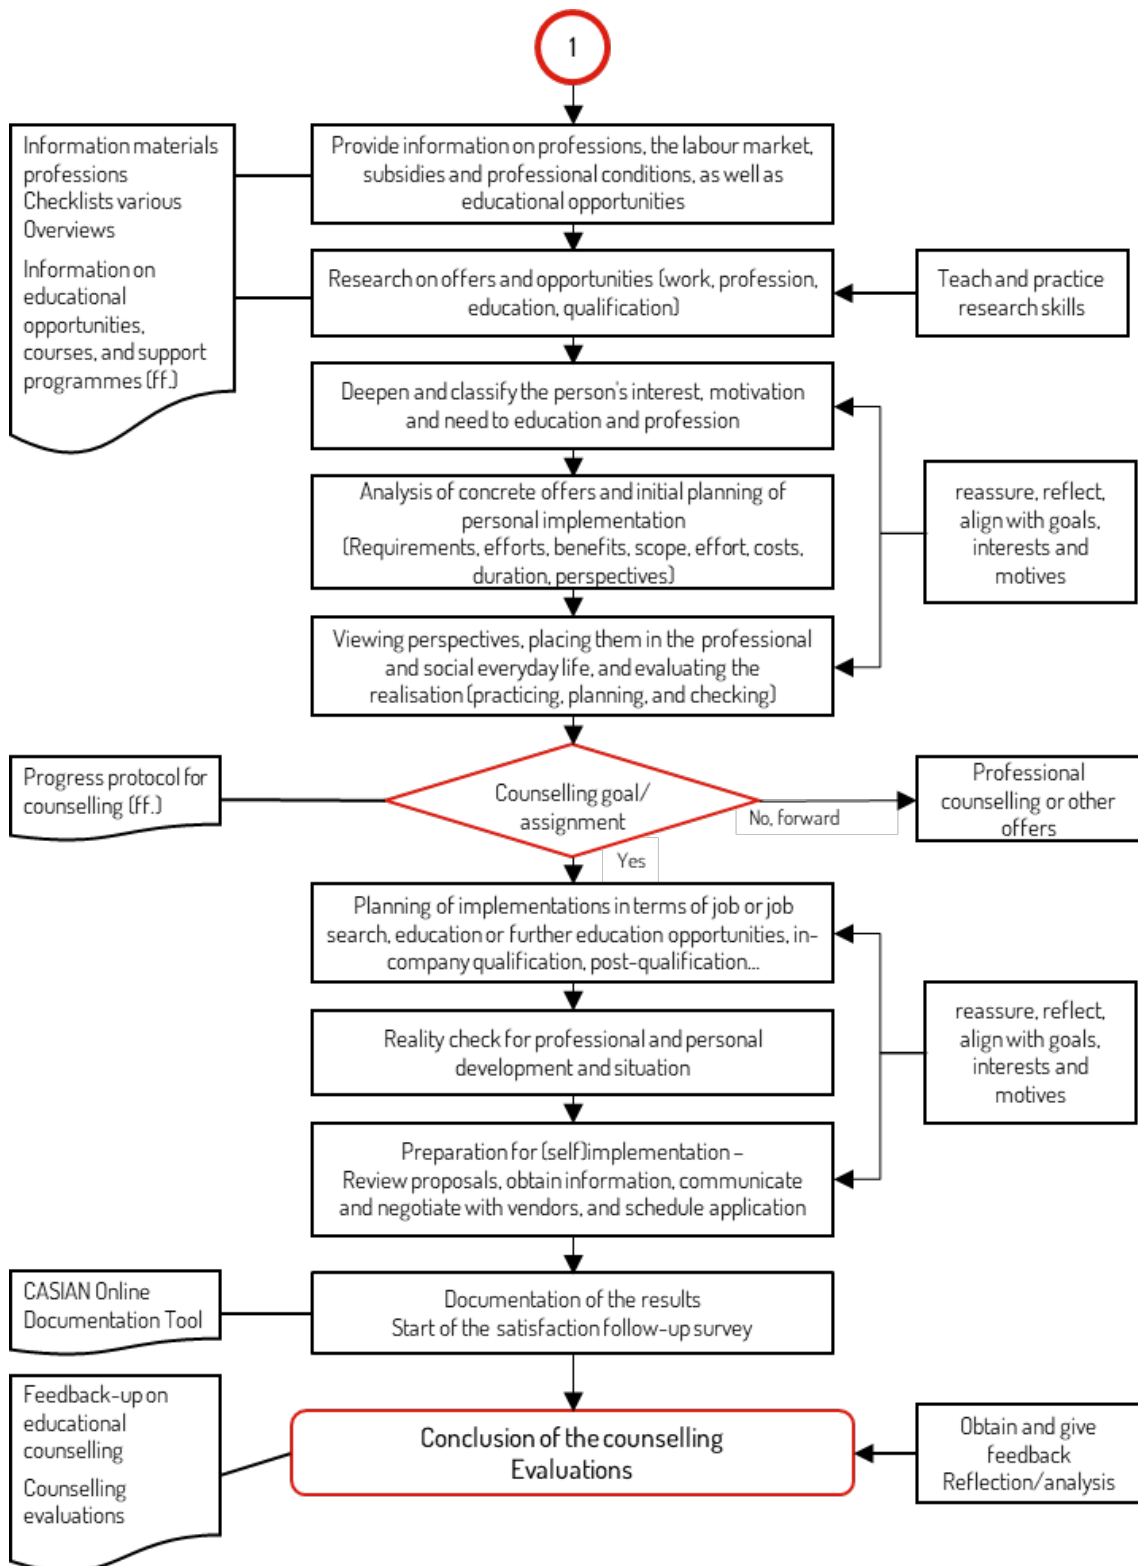 1
Information materials
professions
Checklists various
Overviews
Information on
educational
opportunities,
courses, and support
programmes (ff.)
Provide information on professions, the labour market,
subsidies and professional conditions, as well as
educational opportunities
Research on offers and opportunities (work, profession,
education, qualification)
Teach and practice
research skills
Deepen and classify the person's interest, motivation
and need to education and profession
Analysis of concrete offers and initial planning of
personal implementation
(Requirements, efforts, benefits, scope, effort, costs,
duration, perspectives)
reassure, reflect,
align with goals,
interests and
motives
Viewing perspectives, placing them in the professional
and social everyday life, and evaluating the
realisation (practicing, planning, and checking)
Progress protocol for
counselling (ff.)
Counselling goal/
assignment
No, forward
Professional
counselling or other
offers
Yes
Planning of implementations in terms of job or job
search, education or further education opportunities, in-
company qualification, post-qualification...
Reality check for professional and personal
development and situation
reassure, reflect,
align with goals,
interests and
motives
Preparation for (self)implementation –
Review proposals, obtain information, communicate
and negotiate with vendors, and schedule application
CASIAN Online
Documentation Tool
Documentation of the results
Start of the satisfaction follow-up survey
Feedback-up on
educational
counselling
Counselling
evaluations
Conclusion of the counselling
Evaluations
Obtain and give
feedback
Reflection/analysis